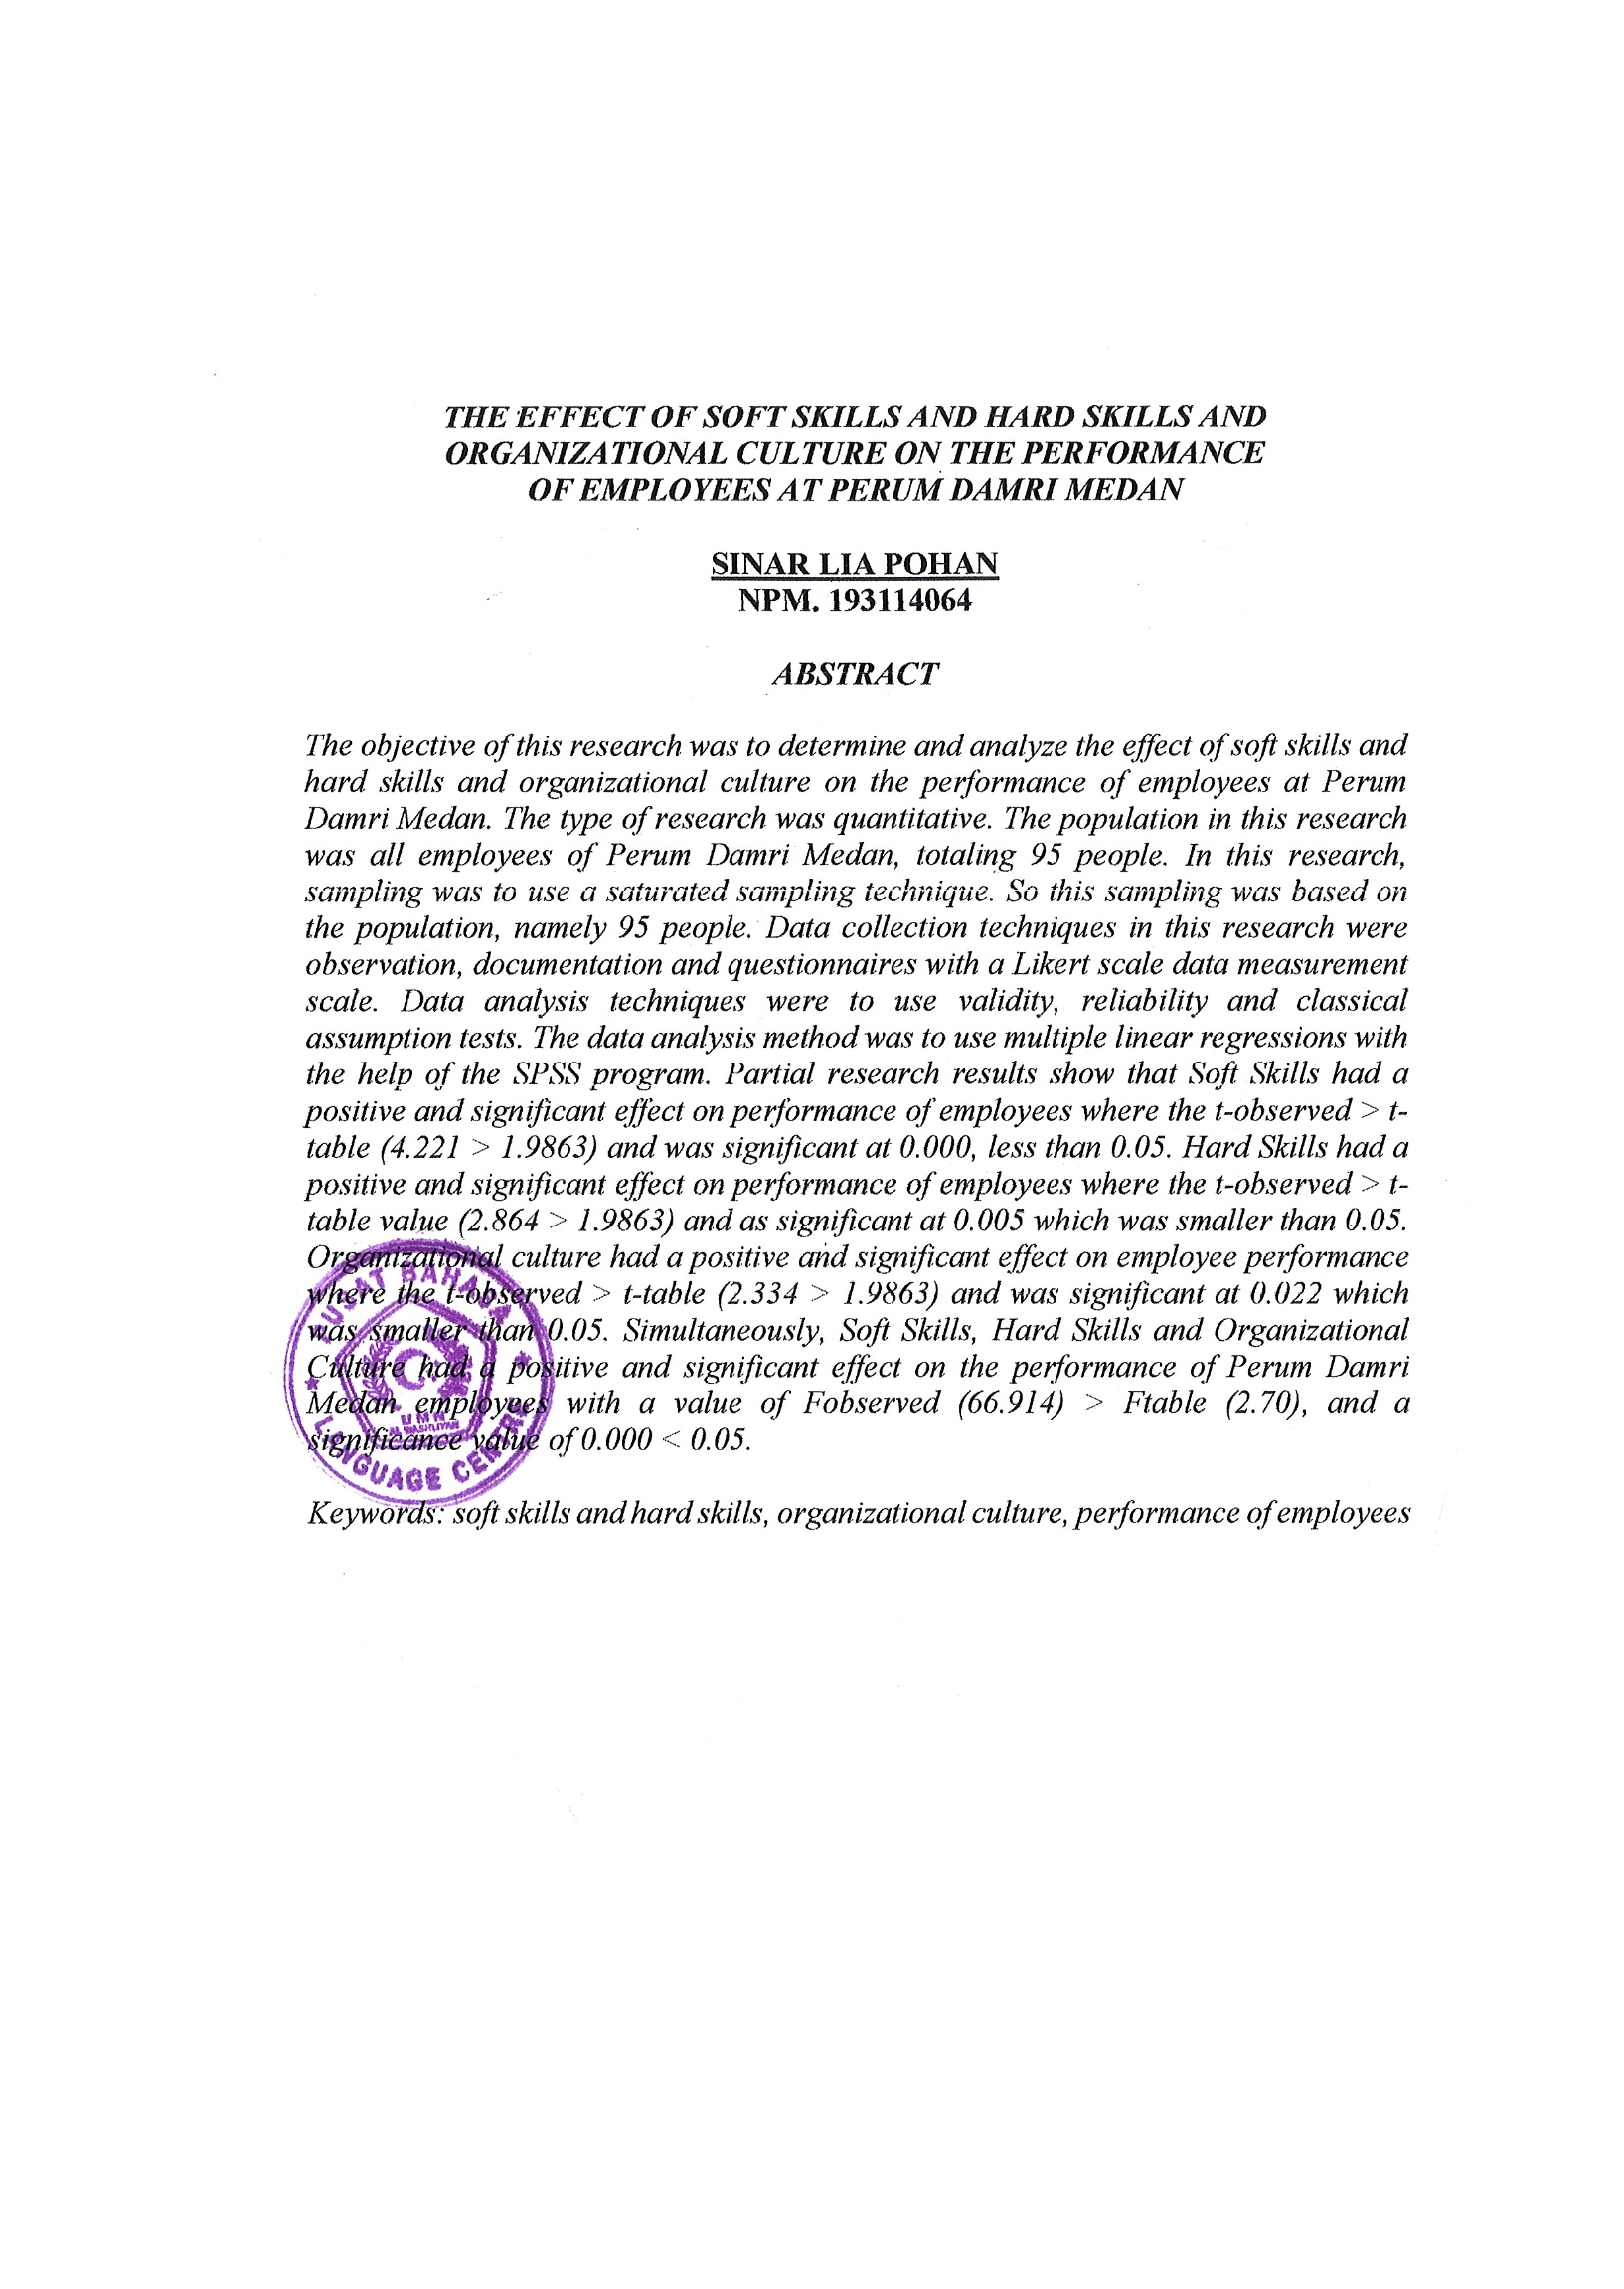 THE EFFECT OF SOFT SKILLS AND HARD SKILLS AND
ORGANIZATIONAL CULTURE ON THE PERFORMANCE
OF EMPLOYEES AT PERUM DAMRI MEDAN
SINAR LIA POHAN
NPM. 193114064
ABSTRACT
The objective of this research was to determine and analyze the effect of soft skills and
hard skills and organizational culture on the performance of employees at Perum
Damri Medan. The type of research was quantitative. The population in this research
was all employees of Perum Damri Medan, totaling 95 people. In this research,
sampling was to use a saturated sampling technique. So this sampling was based on
the population, namely 95 people. Data collection techniques in this research were
observation, documentation and questionnaires with a Likert scale data measurement
scale. Data analysis techniques were to use validity, reliability and classical
assumption tests. The data analysis method was to use multiple linear regressions with
the help of the SPSS program. Partial research results show that Soft Skills had a
positive and significant effect on performance of employees where the t-observed > t-
table (4.221 > 1.9863) and was significant at 0.000, less than 0.05. Hard Skills had a
positive and significant effect on performance of employees where the t-observed > t-
table value (2.864 > 1.9863) and as significant at 0.005 which was smaller than 0.05.
Organizational culture had a positive and significant effect on employee performance
where the t-observed > t-table (2.334 > 1.9863) and was significant at 0.022 which
was smaller than 0.05. Simultaneously, Soft Skills, Hard Skills and Organizational
Culture had a positive and significant effect on the performance of Perum Damri
Medan employees with a value of Fobserved (66.914) > Ftable (2.70), and a
significance value of 0.000 < 0.05.
PUSAT BAHASA
UMN
AL WASHLIYAH
LANGUAGE CENTRE
Keywords: soft skills and hard skills, organizational culture, performance of employees